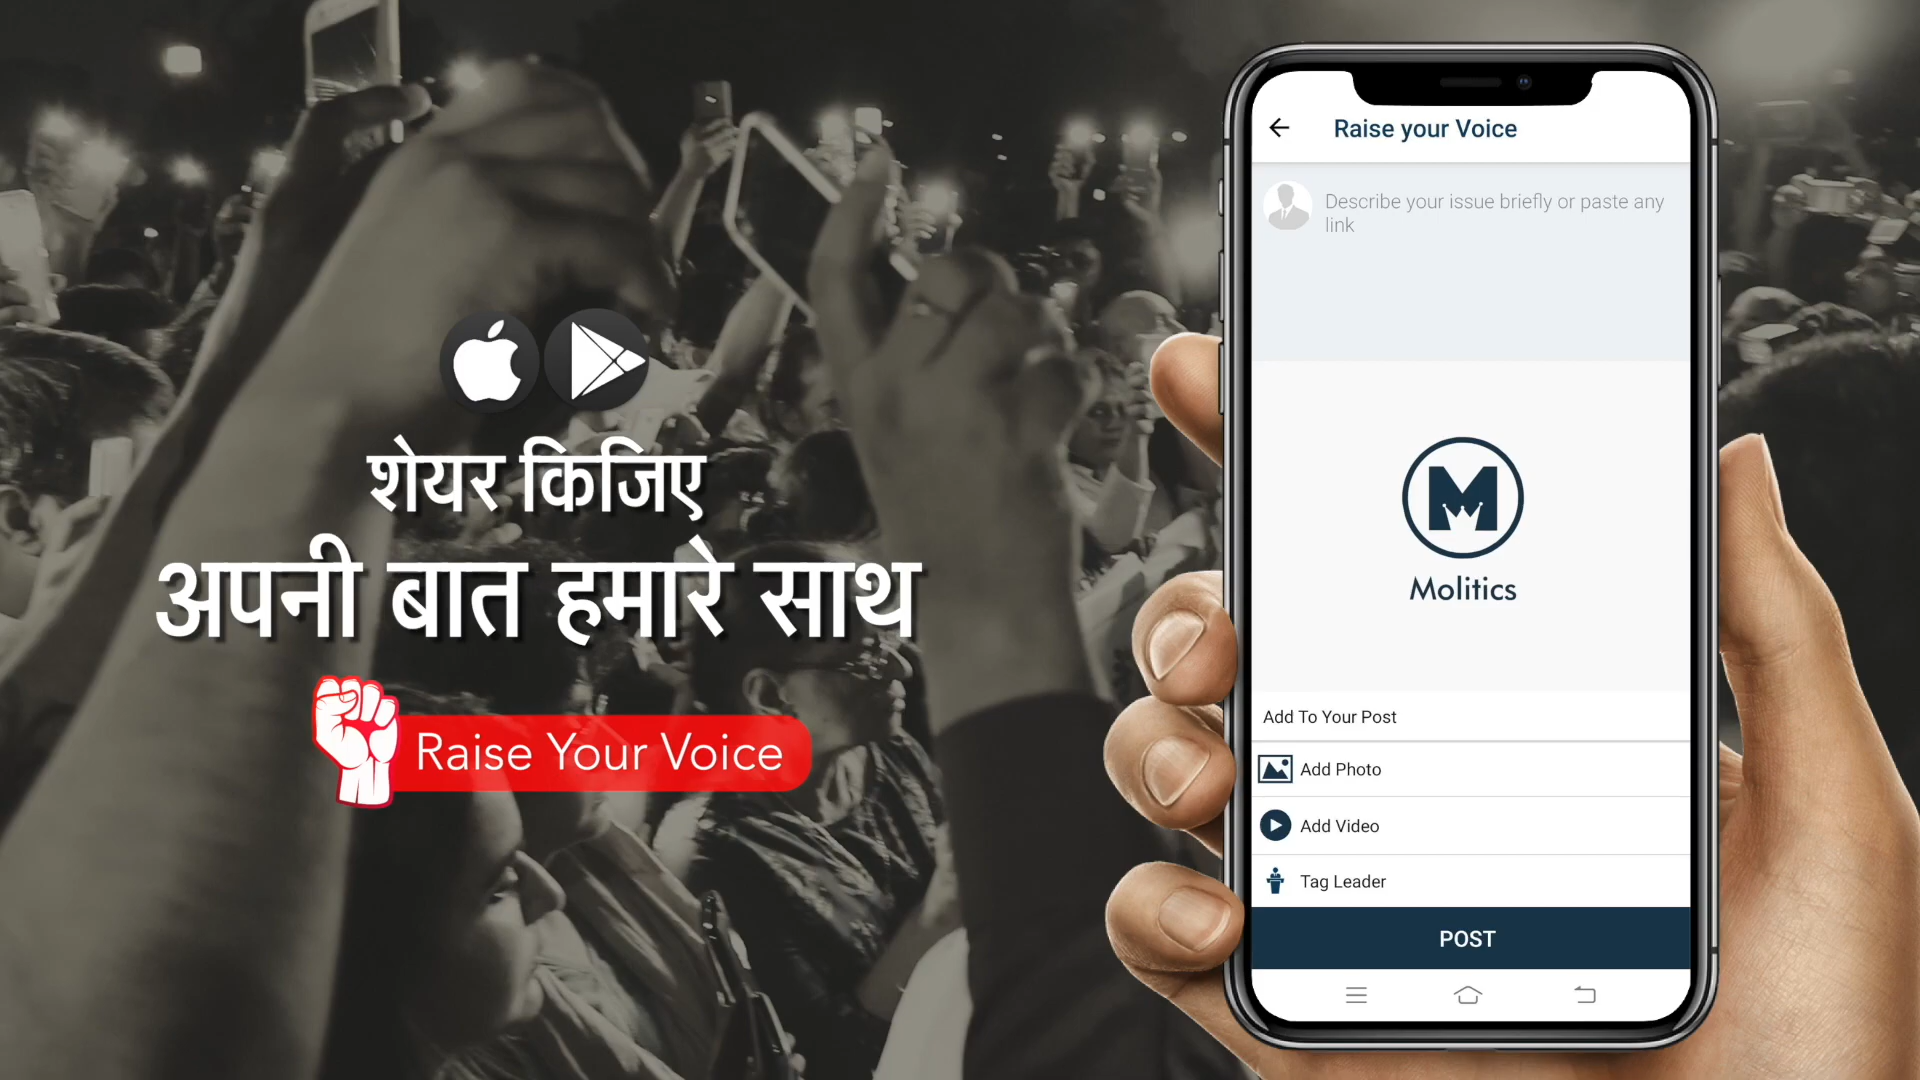 शेयर किजिए
अपनी बात हमारे साथ
Raise Your Voice
Raise your Voice
Describe your issue briefly or paste any
link
Molitics
Add To Your Post
Add Photo
Add Video
Tag Leader
POST